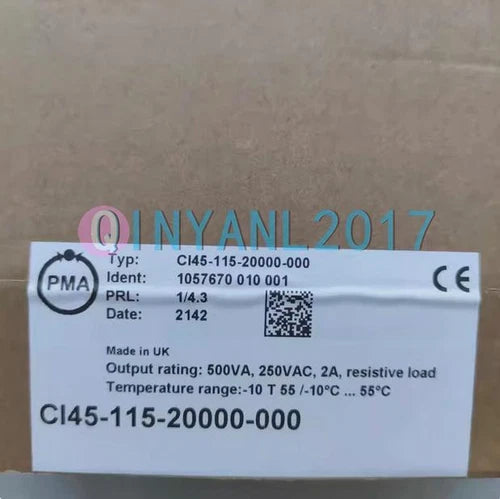 QINYANL2017
PMA
Typ: CI45-115-20000-000
Ident: 1057670 010 001
PRL: 1/4.3
Date: 2142
CE
Made in UK
Output rating: 500VA, 250VAC, 2A, resistive load
Temperature range:-10 T 55 /-10°C ... 55°C
CI45-115-20000-000